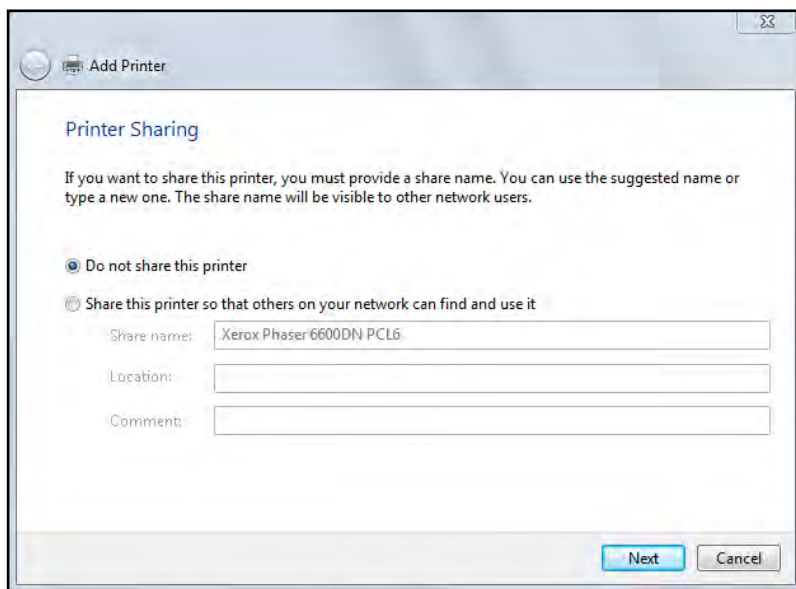 Add Printer
Printer Sharing
If you want to share this printer, you must provide a share name. You can use the suggested name or
type a new one. The share name will be visible to other network users.
Do not share this printer
Share this printer so that others on your network can find and use it
Share name: Xerox Phaser 6600DN PCL6
Location:
Comment:
Next Cancel